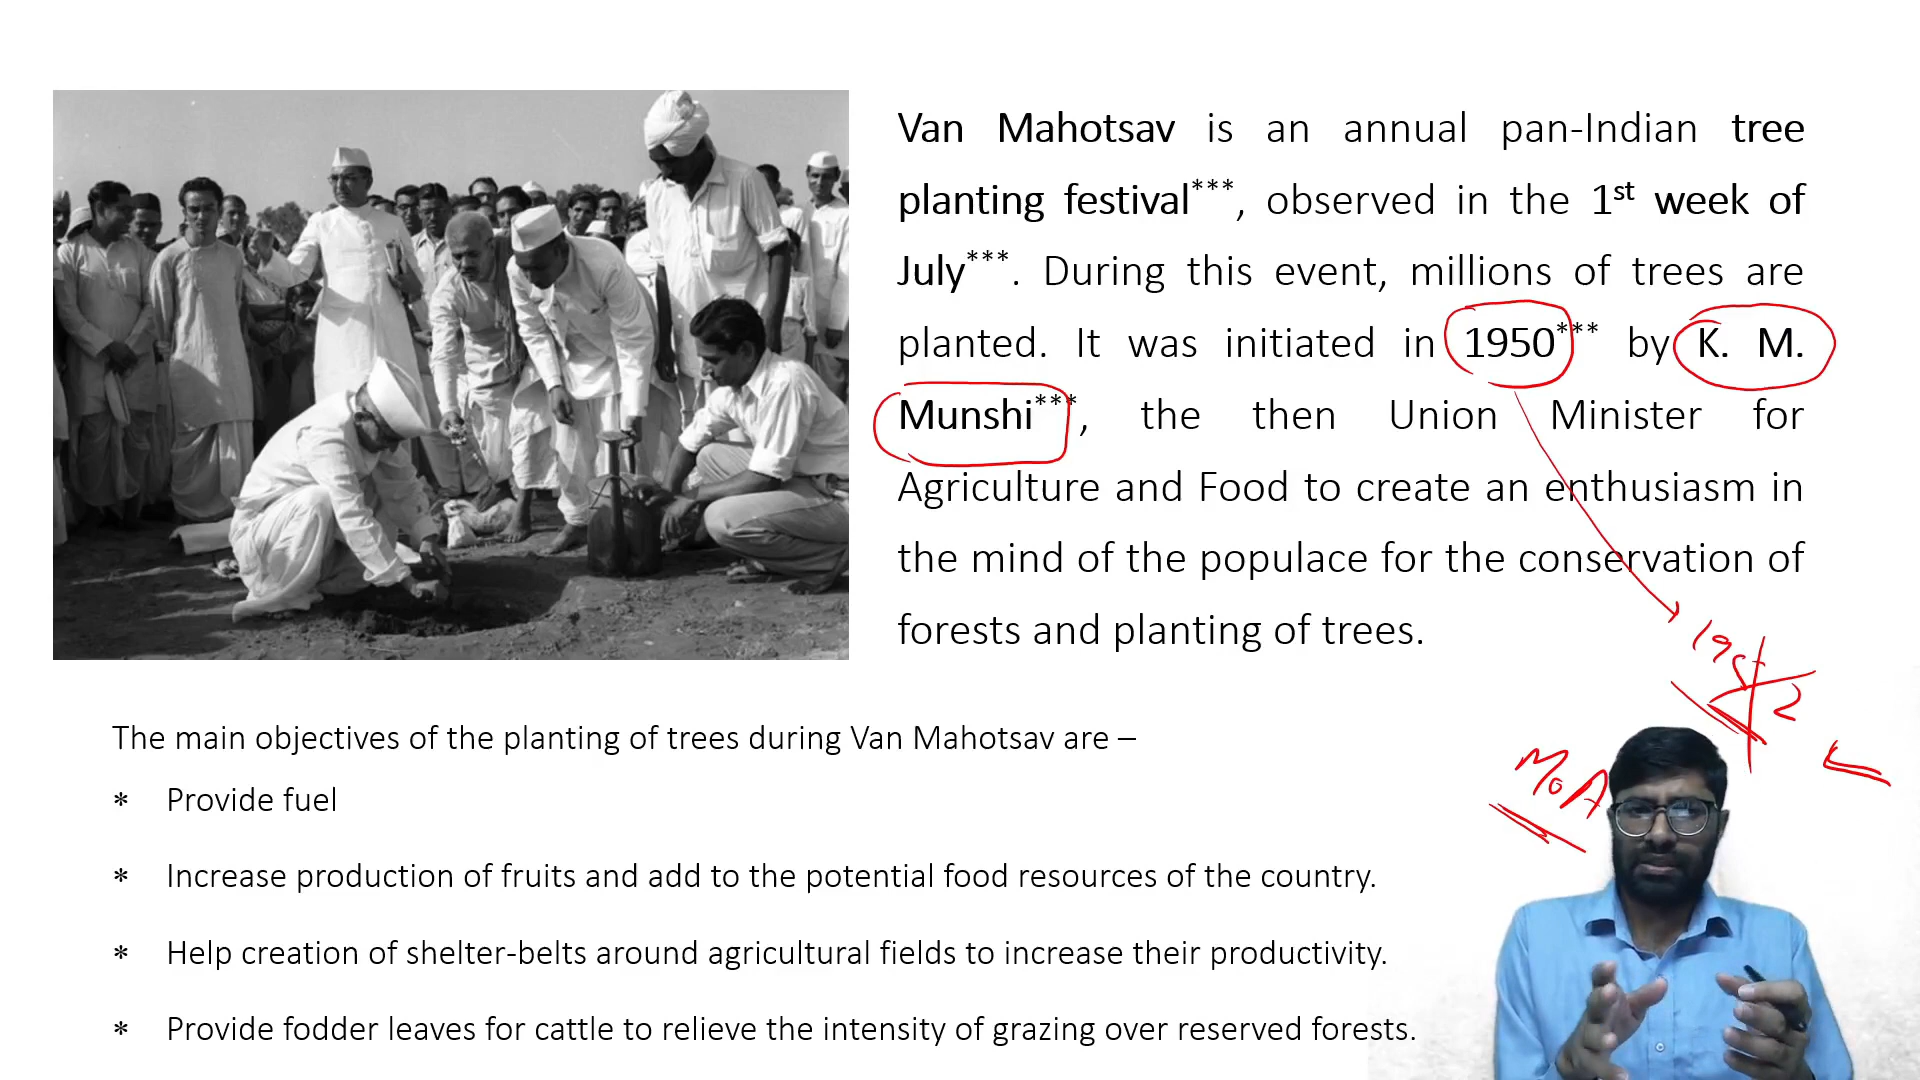 Van Mahotsav is an annual pan-Indian tree
planting festival***, observed in the 1st week of
July***. During this event, millions of trees are
planted. It was initiated in 1950*** by K. M.
Munshi***, the then Union Minister for
Agriculture and Food to create an enthusiasm in
the mind of the populace for the conservation of
forests and planting of trees.
1952
MoA
The main objectives of the planting of trees during Van Mahotsav are –
* Provide fuel
* Increase production of fruits and add to the potential food resources of the country.
* Help creation of shelter-belts around agricultural fields to increase their productivity.
* Provide fodder leaves for cattle to relieve the intensity of grazing over reserved forests.